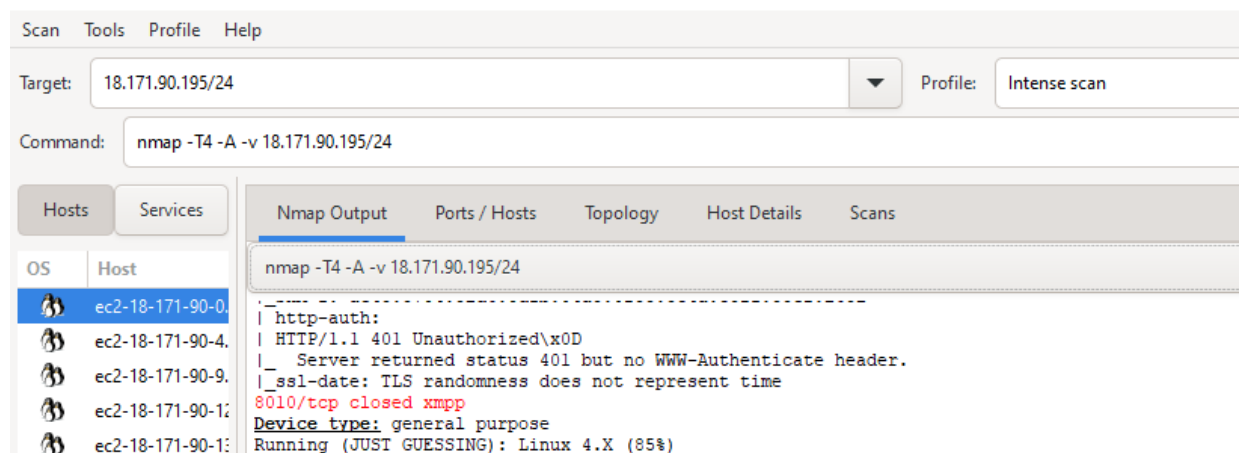 Scan Tools Profile Help
Target: 18.171.90.195/24 Profile: Intense scan
Command: nmap -T4 -A -v 18.171.90.195/24
Hosts Services Nmap Output Ports / Hosts Topology Host Details Scans
OS Host nmap -T4 -A -v 18.171.90.195/24
ec2-18-171-90-0.
ec2-18-171-90-4.
ec2-18-171-90-9.
ec2-18-171-90-12
ec2-18-171-90-13
| http-auth:
| HTTP/1.1 401 Unauthorized\x0D
|_  Server returned status 401 but no WWW-Authenticate header.
|_ssl-date: TLS randomness does not represent time
8010/tcp closed xmpp
Device type: general purpose
Running (JUST GUESSING): Linux 4.X (85%)